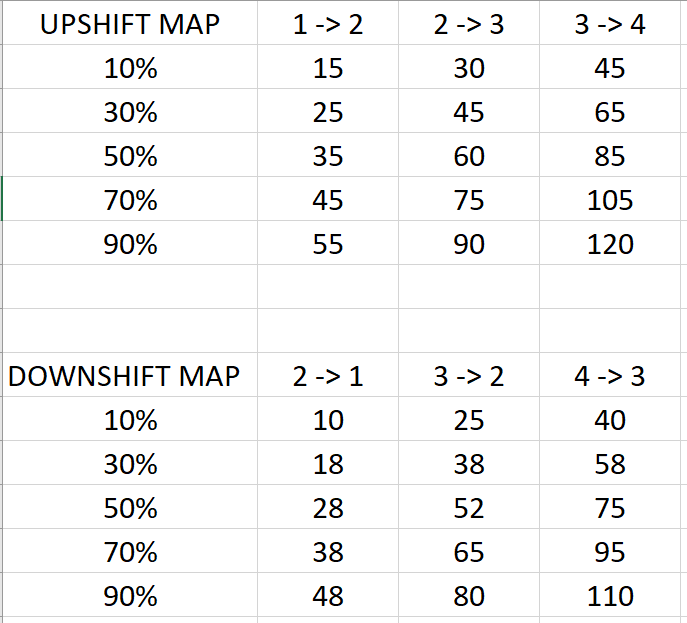 UPSHIFT MAP 1 -> 2 2 -> 3 3 -> 4
10% 15 30 45
30% 25 45 65
50% 35 60 85
70% 45 75 105
90% 55 90 120
DOWNSHIFT MAP 2 -> 1 3 -> 2 4 -> 3
10% 10 25 40
30% 18 38 58
50% 28 52 75
70% 38 65 95
90% 48 80 110